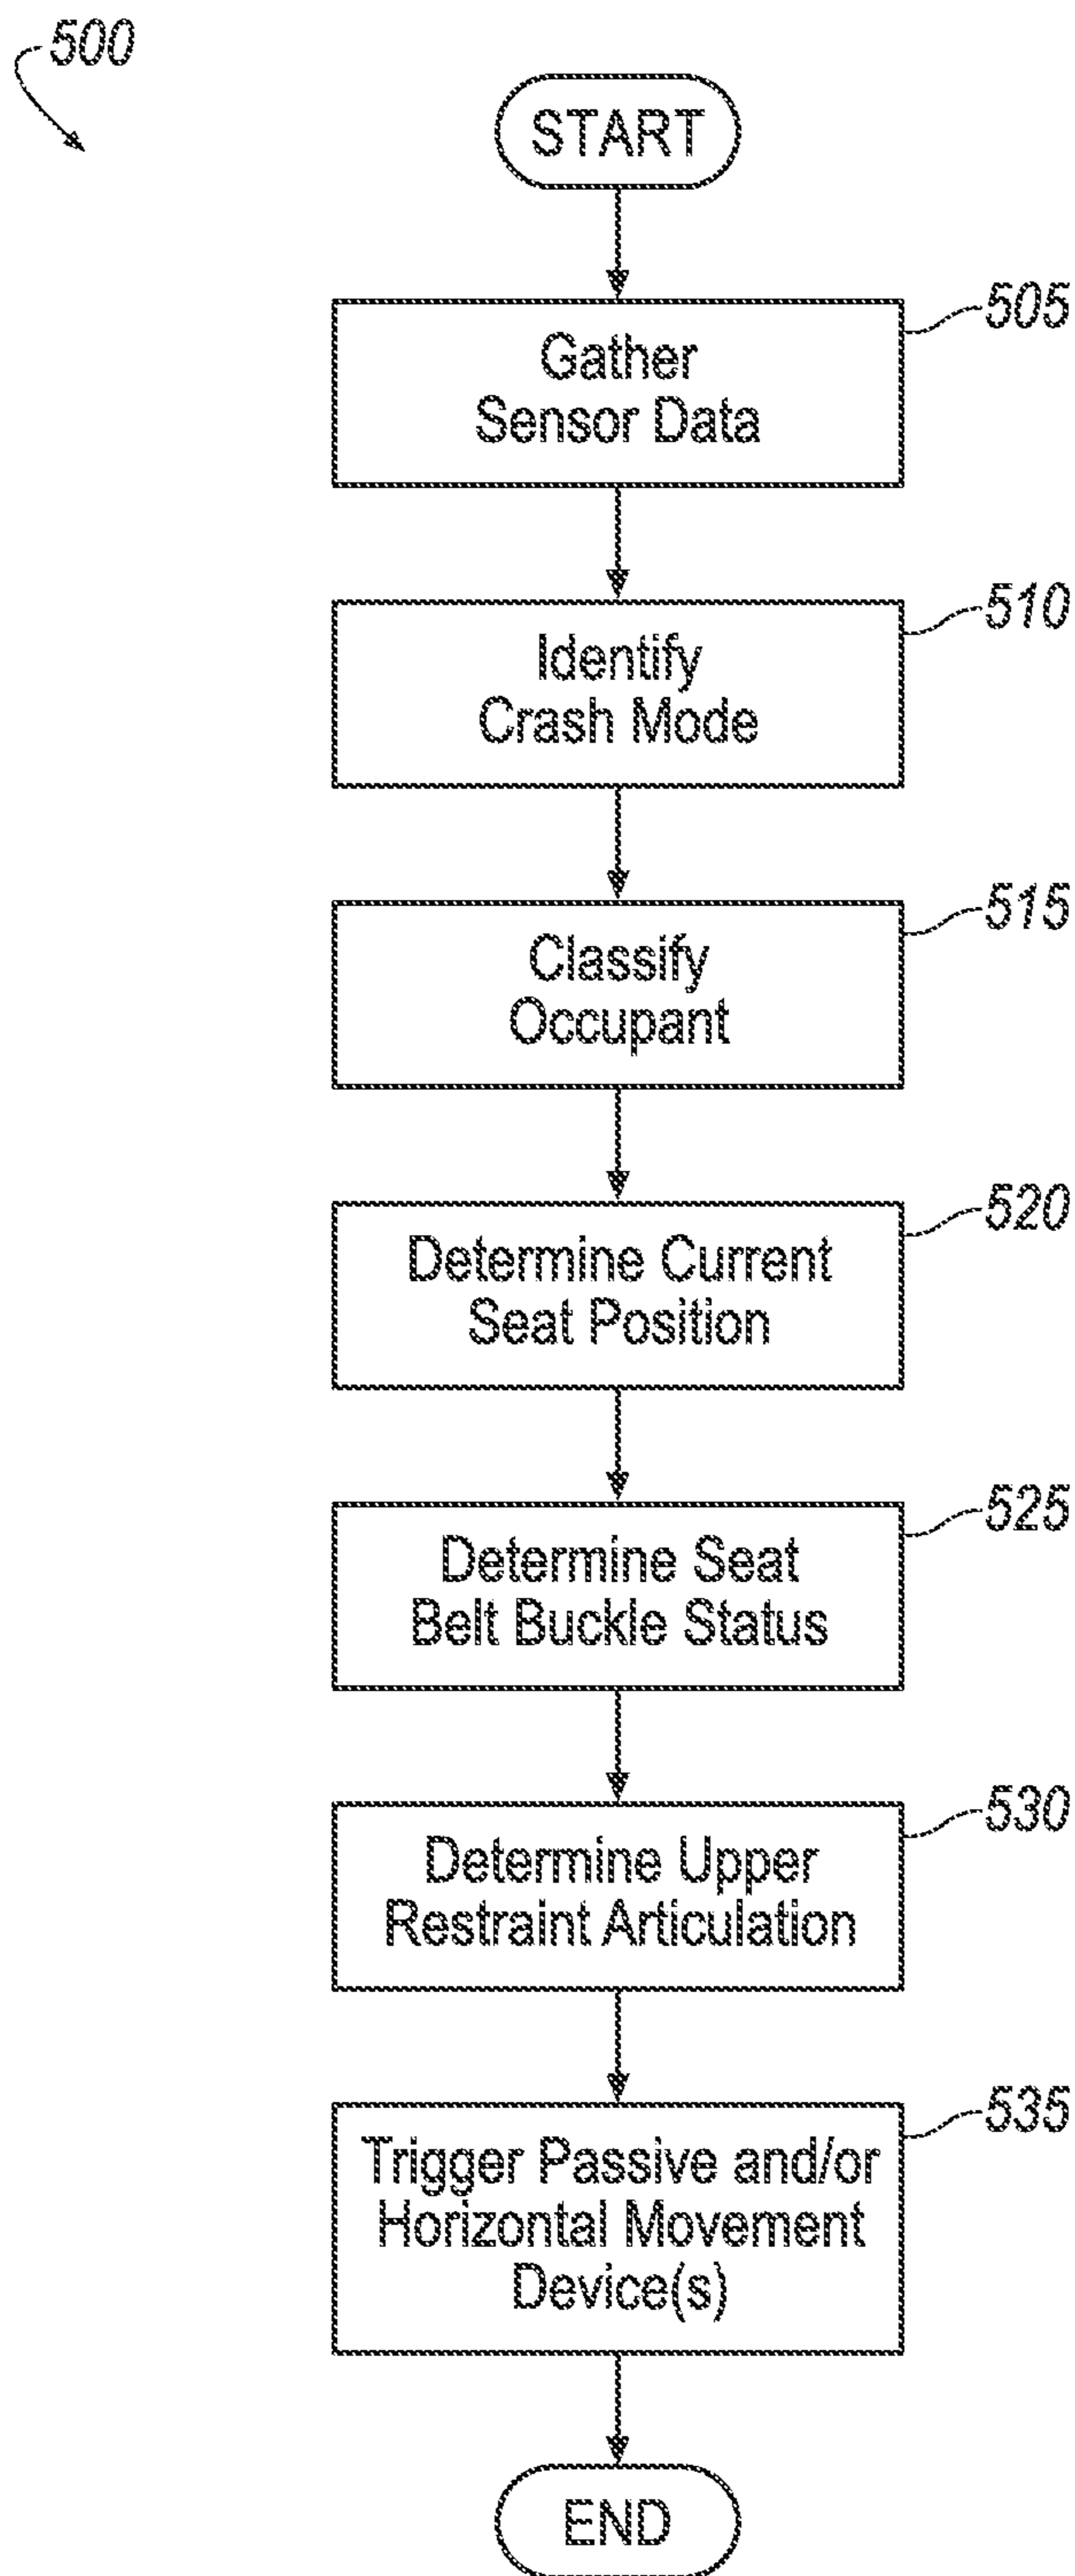 500
START
505
Gather
Sensor Data
510
Identify
Crash Mode
515
Classify
Occupant
520
Determine Current
Seat Position
525
Determine Seat
Belt Buckle Status
530
Determine Upper
Restraint Articulation
535
Trigger Passive and/or
Horizontal Movement
Device(s)
END